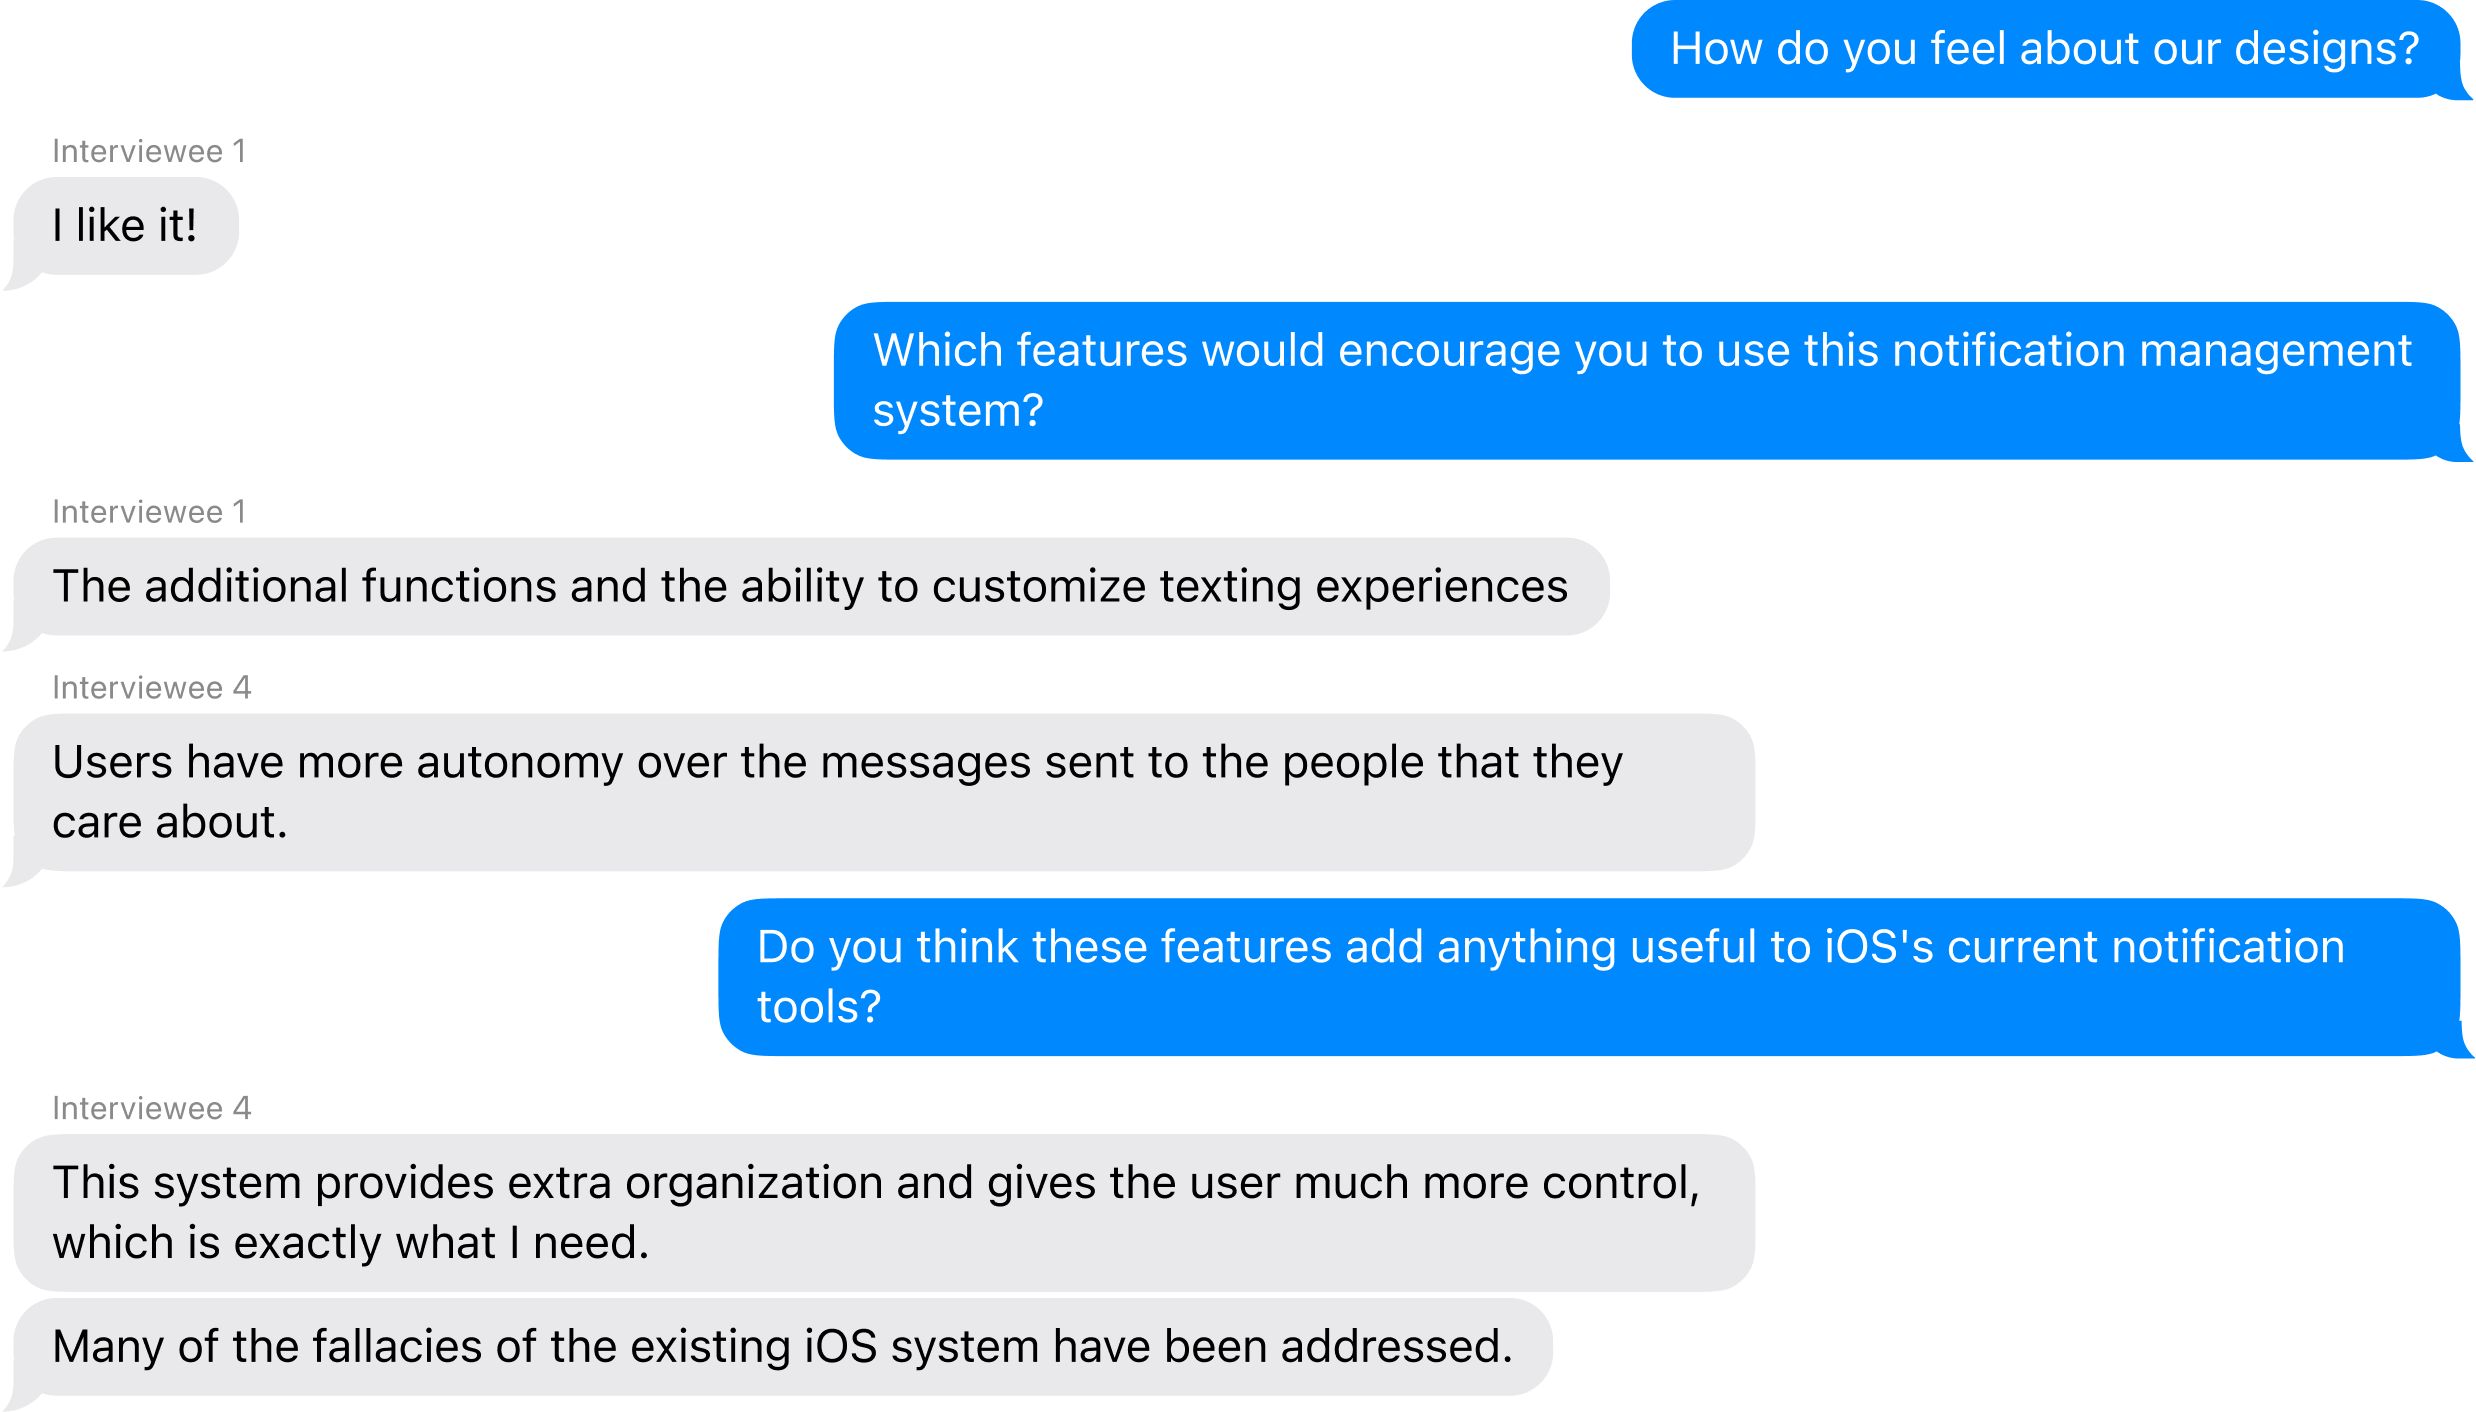 How do you feel about our designs?
Interviewee 1
I like it!
Which features would encourage you to use this notification management
system?
Interviewee 1
The additional functions and the ability to customize texting experiences
Interviewee 4
Users have more autonomy over the messages sent to the people that they
care about.
Do you think these features add anything useful to iOS's current notification
tools?
Interviewee 4
This system provides extra organization and gives the user much more control,
which is exactly what I need.
Many of the fallacies of the existing iOS system have been addressed.